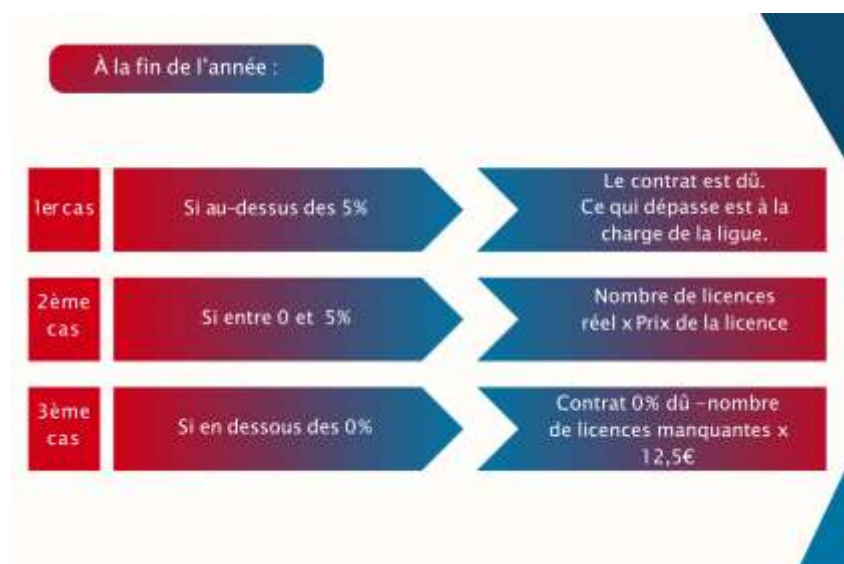 À la fin de l'année :
1er cas
Si au-dessus des 5%
Le contrat est dû.
Ce qui dépasse est à la
charge de la ligue.
2ème
cas
Si entre 0 et 5%
Nombre de licences
réel x Prix de la licence
3ème
cas
Si en dessous des 0%
Contrat 0% dû -nombre
de licences manquantes x
12,5€